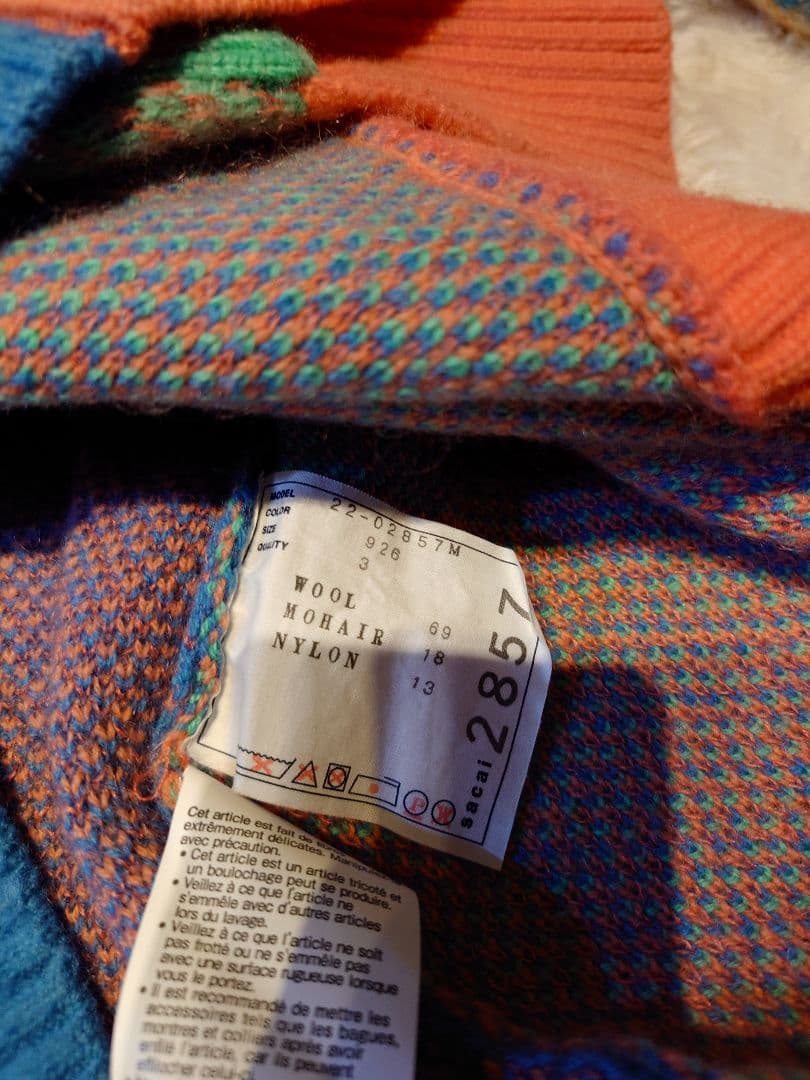 MODEL 22-02857M
COLOR 926
SIZE 3
QUALITY
WOOL 69
MOHAIR 18
NYLON 13
sacai 2857
P W
Cet article est fait de
extrêmement délicates.
avec précaution.
• Cet article est un article tricoté et
un boulochage peut se produire.
• Veillez à ce que l'article ne
s'emmêle avec d'autres articles
lors du lavage.
• Veillez à ce que l'article ne soit
pas frotté ou ne s'emmêle pas
avec une surface rugueuse lorsque
vous le portez.
• Il est recommandé de mettre les
accessoires tels que les bagues,
montres et colliers après avoir
enfilé l'article, car ils peuvent